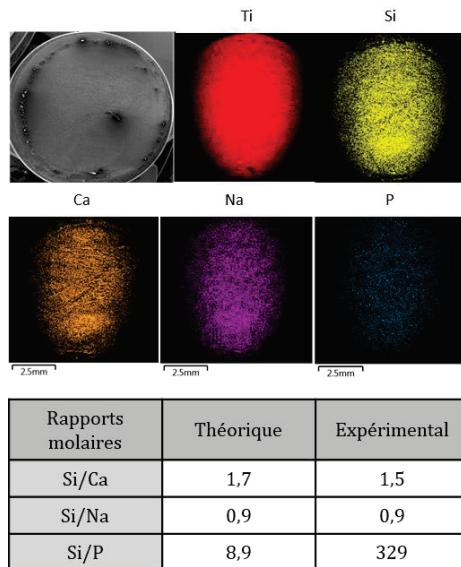 Ti Si
Ca Na P
2.5mm 2.5mm 2.5mm
Rapports molaires Théorique Expérimental
Si/Ca 1,7 1,5
Si/Na 0,9 0,9
Si/P 8,9 329